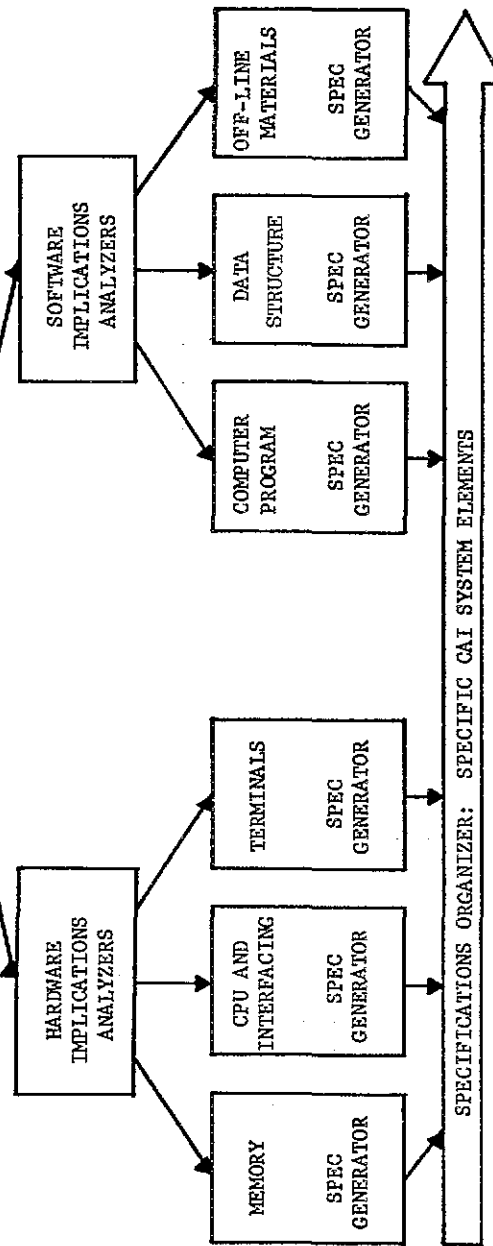 HARDWARE
IMPLICATIONS
ANALYZERS
SOFTWARE
IMPLICATIONS
ANALYZERS
MEMORY
SPEC
GENERATOR
CPU AND
INTERFACING
SPEC
GENERATOR
TERMINALS
SPEC
GENERATOR
COMPUTER
PROGRAM
SPEC
GENERATOR
DATA
STRUCTURE
SPEC
GENERATOR
OFF-LINE
MATERIALS
SPEC
GENERATOR
SPECIFICATIONS ORGANIZER: SPECIFIC CAI SYSTEM ELEMENTS